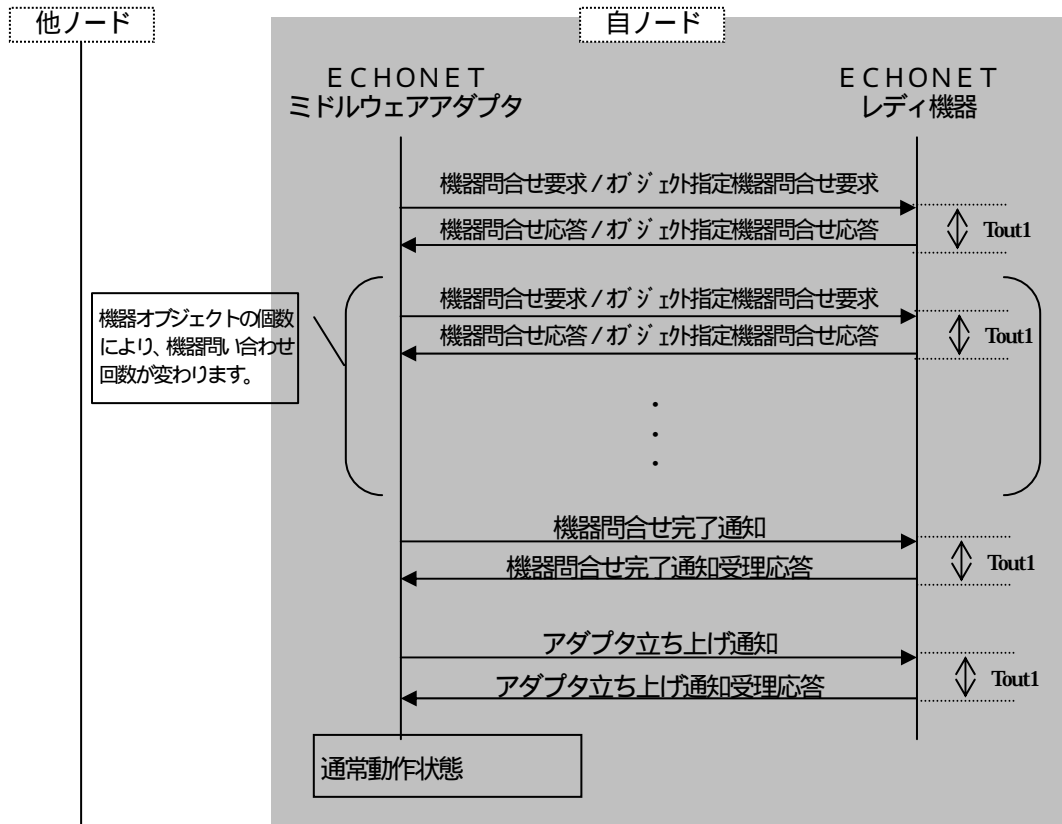 他ノード
自ノード
ＥＣＨＯＮＥＴ
ミドルウェアアダプタ
ＥＣＨＯＮＥＴ
レディ機器
機器問合せ要求/ｵﾌﾞｼﾞｪｸﾄ指定機器問合せ要求
機器問合せ応答/ｵﾌﾞｼﾞｪｸﾄ指定機器問合せ応答
Tout1
機器オブジェクトの個数
により、機器問い合わせ
回数が変わります。
機器問合せ要求/ｵﾌﾞｼﾞｪｸﾄ指定機器問合せ要求
機器問合せ応答/ｵﾌﾞｼﾞｪｸﾄ指定機器問合せ応答
Tout1
・
・
・
機器問合せ完了通知
機器問合せ完了通知受理応答
Tout1
アダプタ立ち上げ通知
アダプタ立ち上げ通知受理応答
Tout1
通常動作状態